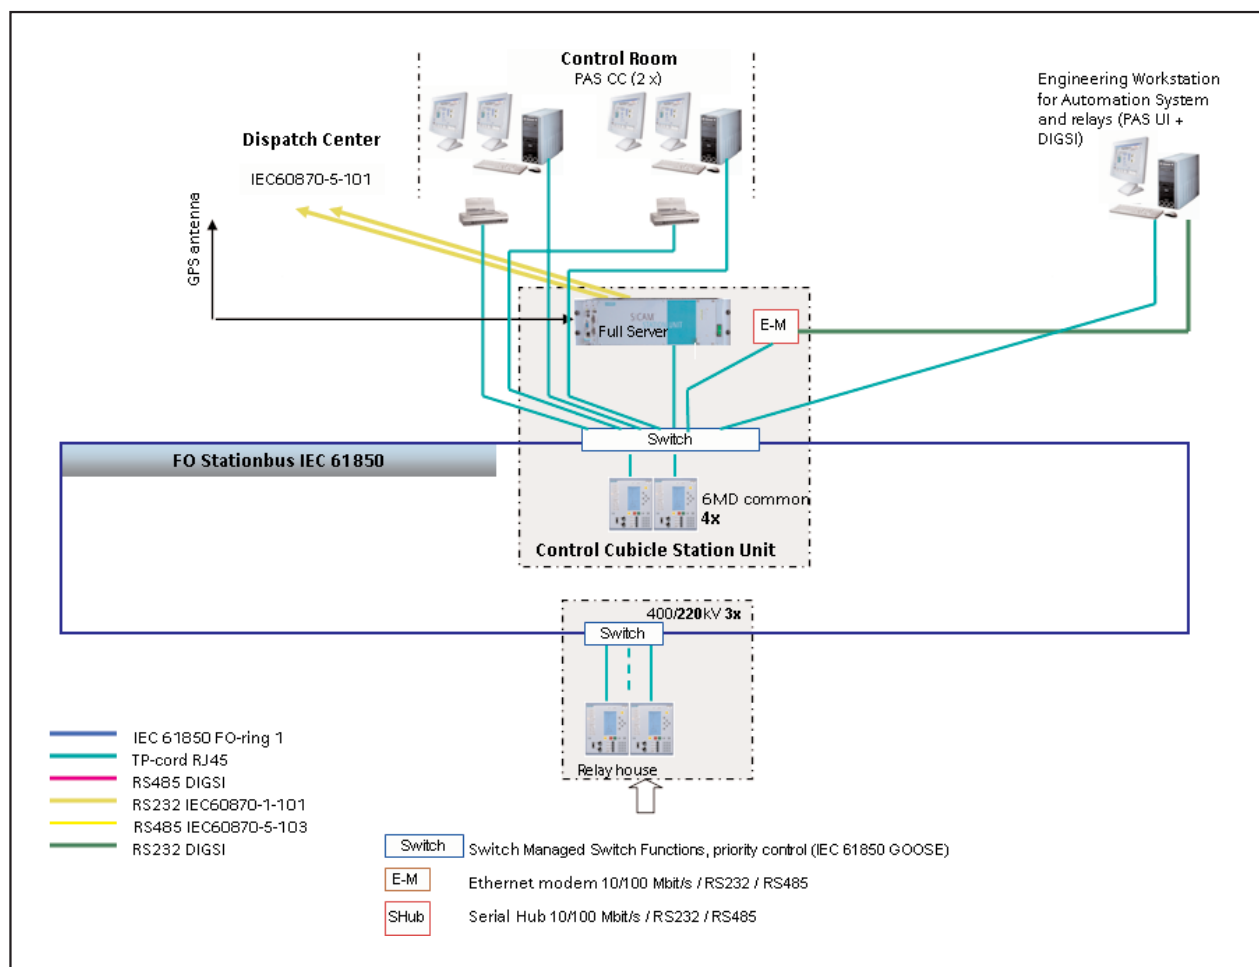 Control Room
PAS CC (2 x)
Engineering Workstation
for Automation System
and relays (PAS UI +
DIGSI)
Dispatch Center
IEC60870-5-101
GPS antenna
SICAM
Full Server
E-M
Switch
FO Stationbus IEC 61850
6MD common
4x
Control Cubicle Station Unit
400/220kV 3x
Switch
Relay house
IEC 61850 FO-ring 1
TP-cord RJ45
RS485 DIGSI
RS232 IEC60870-1-101
RS485 IEC60870-5-103
RS232 DIGSI
Switch Switch Managed Switch Functions, priority control (IEC 61850 GOOSE)
E-M Ethernet modem 10/100 Mbit/s / RS232 / RS485
SHub Serial Hub 10/100 Mbit/s / RS232 / RS485